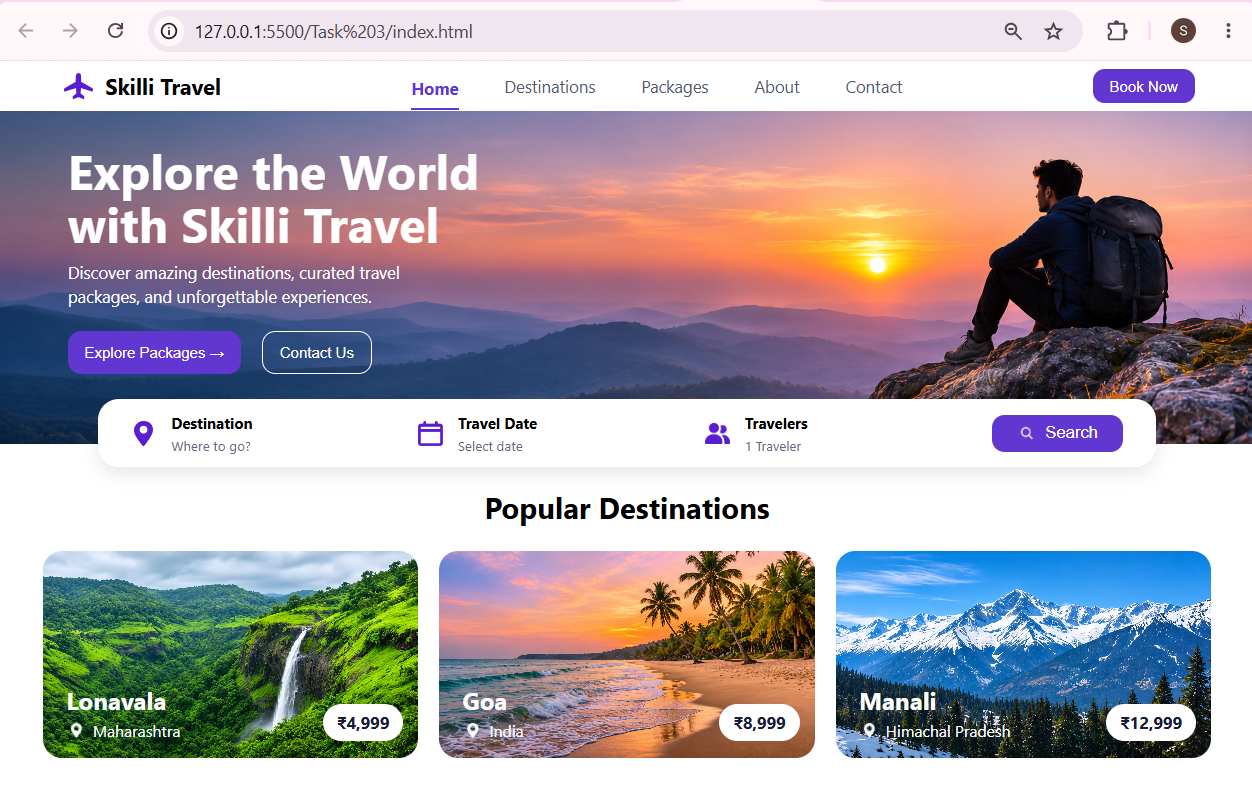 127.0.0.1:5500/Task%203/index.html
S
Skilli Travel
Home
Destinations
Packages
About
Contact
Book Now
Explore the World
with Skilli Travel
Discover amazing destinations, curated travel
packages, and unforgettable experiences.
Explore Packages →
Contact Us
Destination
Where to go?
Travel Date
Select date
Travelers
1 Traveler
Search
Popular Destinations
Lonavala
Maharashtra
₹4,999
Goa
India
₹8,999
Manali
Himachal Pradesh
₹12,999